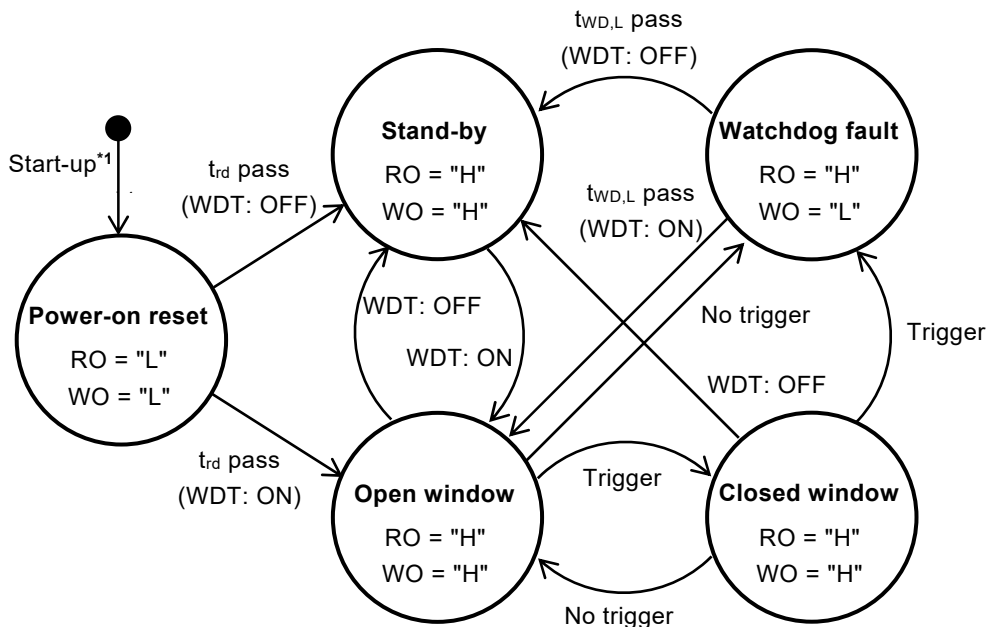 Start-up*1
Power-on reset
RO = "L"
WO = "L"
trd pass
(WDT: OFF)
trd pass
(WDT: ON)
Stand-by
RO = "H"
WO = "H"
tWD,L pass
(WDT: OFF)
Watchdog fault
RO = "H"
WO = "L"
tWD,L pass
(WDT: ON)
WDT: OFF
WDT: ON
No trigger
WDT: OFF
Trigger
Open window
RO = "H"
WO = "H"
Trigger
No trigger
Closed window
RO = "H"
WO = "H"